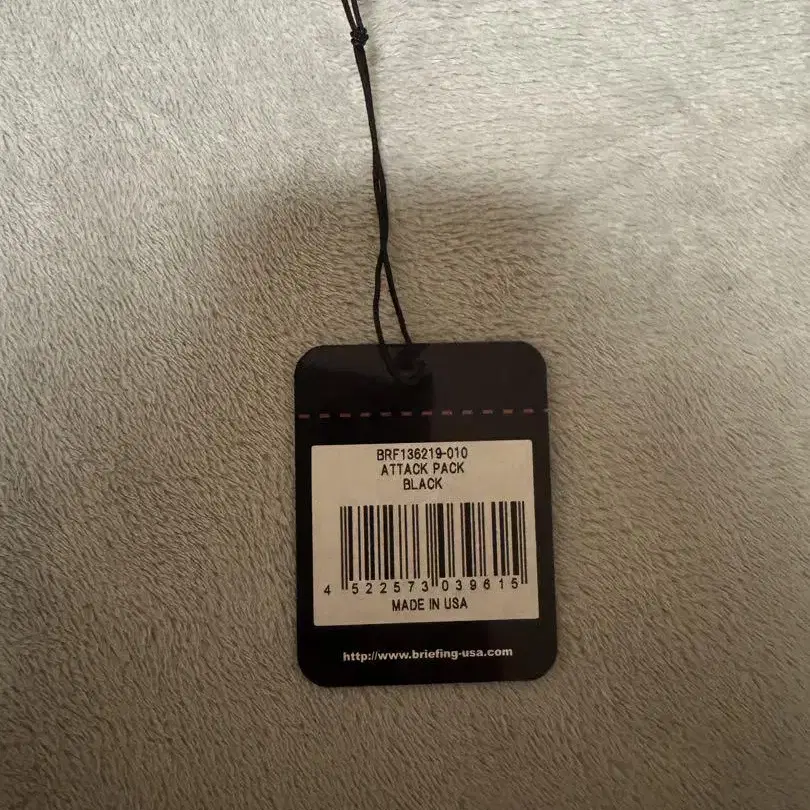 BRF136219-010
ATTACK PACK
BLACK
4 522573 039615
MADE IN USA
http://www.briefing-usa.com